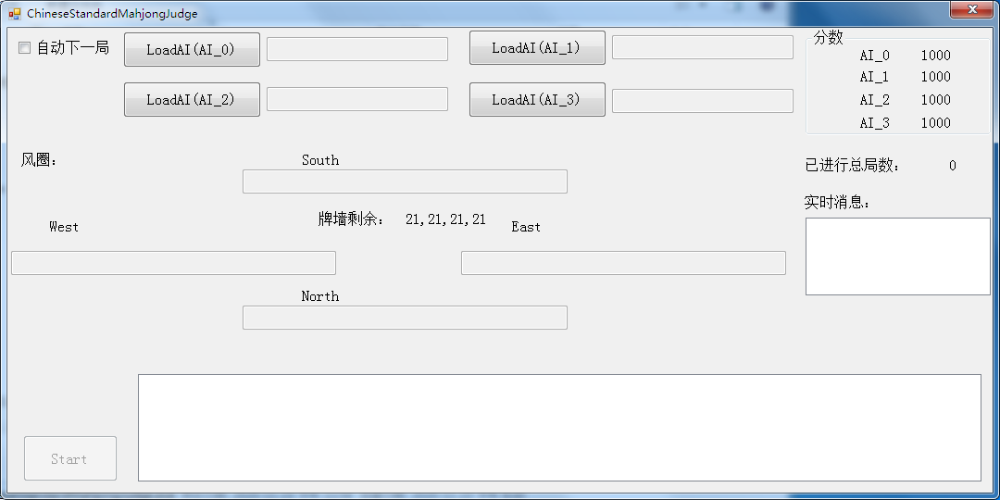 ChineseStandardMahjongJudge
自动下一局
LoadAI(AI_0)
LoadAI(AI_1)
LoadAI(AI_2)
LoadAI(AI_3)
分数
AI_0 1000
AI_1 1000
AI_2 1000
AI_3 1000
风圈:
South
已进行总局数: 0
实时消息:
牌墙剩余: 21,21,21,21
West
East
North
Start